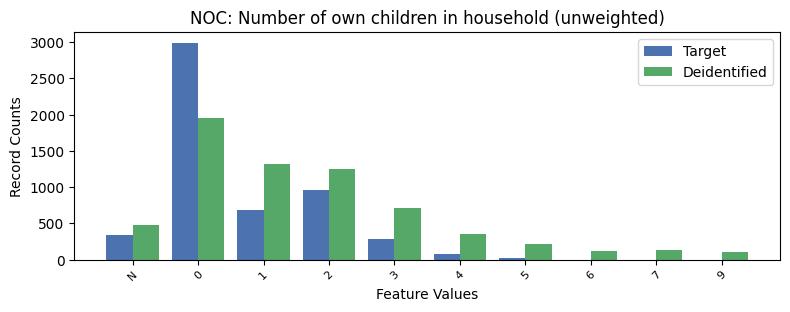 NOC: Number of own children in household (unweighted)
Target
Deidentified
Record Counts
3000
2500
2000
1500
1000
500
0
N 0 1 2 3 4 5 6 7 9
Feature Values